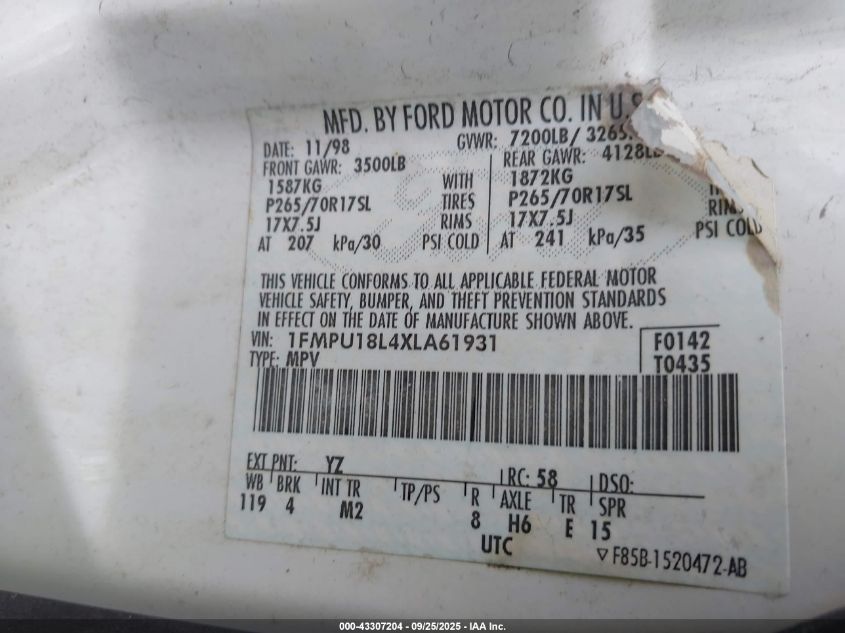 MFD. BY FORD MOTOR CO. IN U.S
DATE: 11/98 GVWR: 7200LB/ 3265
FRONT GAWR: 3500LB REAR GAWR: 4128LB
1587KG WITH 1872KG
P265/70R17SL TIRES P265/70R17SL
17X7.5J RIMS 17X7.5J RIMS
AT 207 kPa/30 PSI COLD AT 241 kPa/35 PSI COLD
THIS VEHICLE CONFORMS TO ALL APPLICABLE FEDERAL MOTOR
VEHICLE SAFETY, BUMPER, AND THEFT PREVENTION STANDARDS
IN EFFECT ON THE DATE OF MANUFACTURE SHOWN ABOVE.
VIN: 1FMPU18L4XLA61931 F0142
TYPE: MPV T0435
EXT PNT: YZ RC: 58 DSO:
WB BRK INT TR TP/PS R AXLE TR SPR
119 4 M2 8 H6 E 15
UTC ▽F85B-1520472-AB
000-43307204 - 09/25/2025 - IAA Inc.